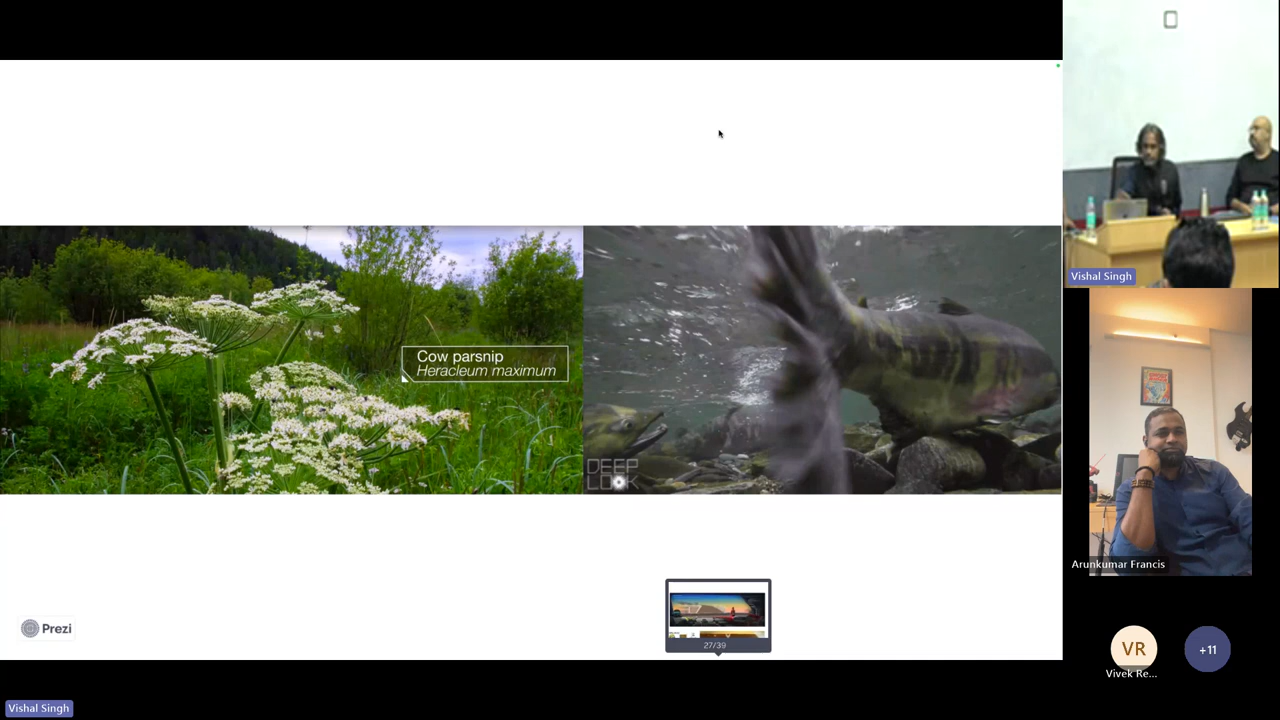 Cow parsnip
Heracleum maximum
DEEP
LOOK
Prezi
27/39
Vishal Singh
Vishal Singh
Arunkumar Francis
VR
Vivek Re...
+11